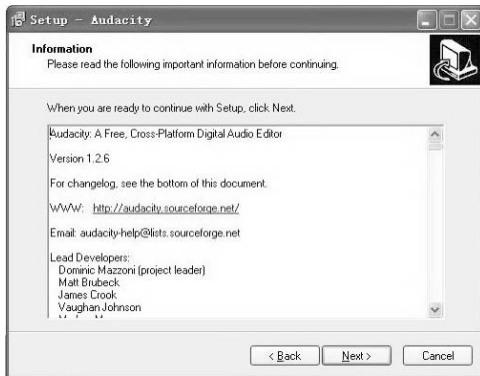 Setup - Audacity
Information
Please read the following important information before continuing.
When you are ready to continue with Setup, click Next.
Audacity: A Free, Cross-Platform Digital Audio Editor
Version 1.2.6
For changelog, see the bottom of this document.
WWW: http://audacity.sourceforge.net/
Email: audacity-help@lists.sourceforge.net
Lead Developers:
Dominic Mazzoni (project leader)
Matt Brubeck
James Crook
Vaughan Johnson
< Back Next > Cancel